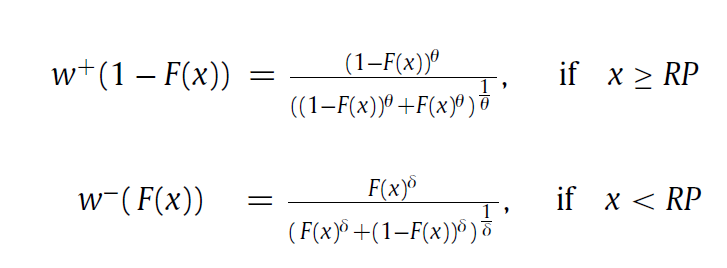 w⁺(1 − F(x)) = (1−F(x))^θ / ((1−F(x))^θ+F(x)^θ)^(1/θ), if x ≥ RP
w⁻(F(x)) = F(x)^δ / (F(x)^δ+(1−F(x))^δ)^(1/δ), if x < RP